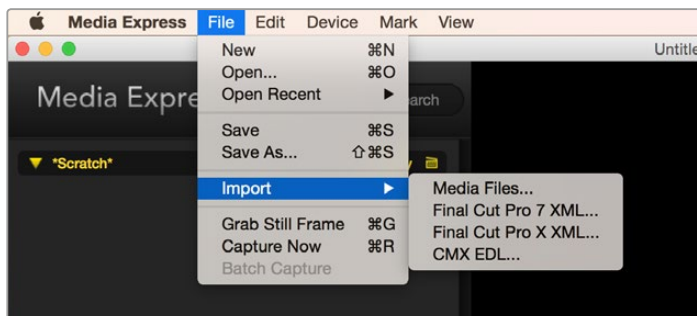 Media Express File Edit Device Mark View
Untitle
Media Expre
arch
*Scratch*
New ⌘N
Open... ⌘O
Open Recent ▶
Save ⌘S
Save As... ⇧⌘S
Import ▶
Grab Still Frame ⌘G
Capture Now ⌘R
Batch Capture
Media Files...
Final Cut Pro 7 XML...
Final Cut Pro X XML...
CMX EDL...